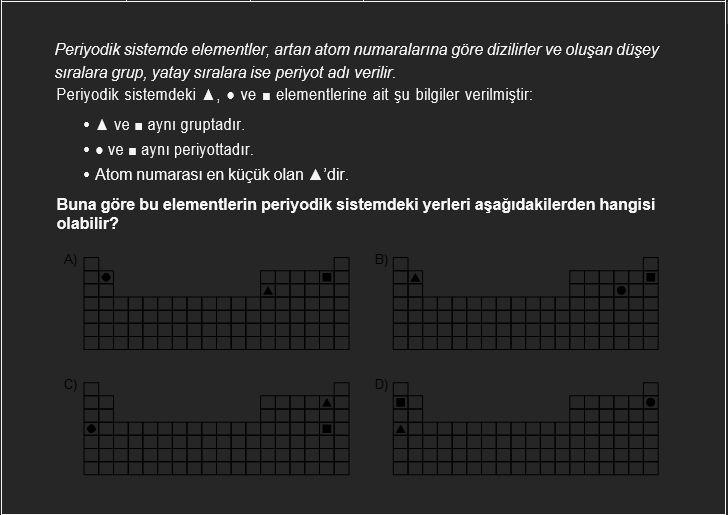 Periyodik sistemde elementler, artan atom numaralarına göre dizilirler ve oluşan düşey
sıralara grup, yatay sıralara ise periyot adı verilir.
Periyodik sistemdeki ▲, ● ve ■ elementlerine ait şu bilgiler verilmiştir:
• ▲ ve ■ aynı gruptadır.
• ● ve ■ aynı periyottadır.
• Atom numarası en küçük olan ▲'dir.
Buna göre bu elementlerin periyodik sistemdeki yerleri aşağıdakilerden hangisi
olabilir?
A)
B)
C)
D)